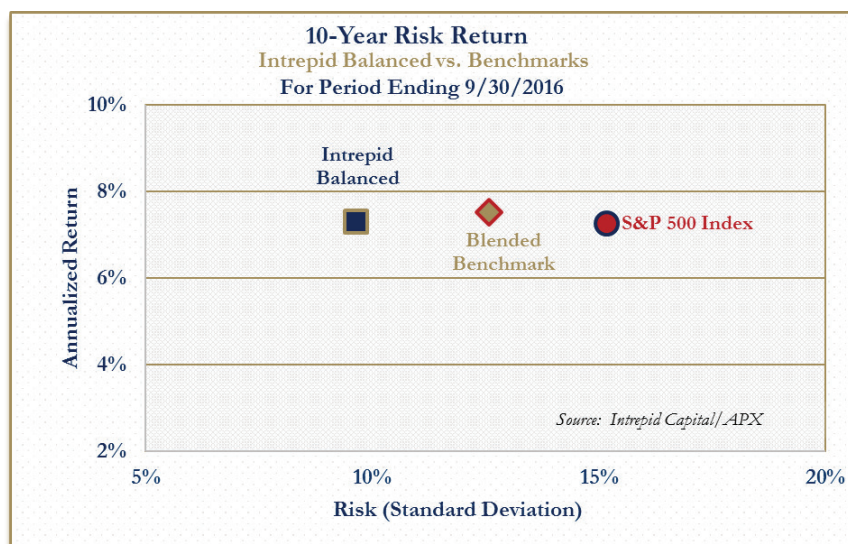 10-Year Risk Return
Intrepid Balanced vs. Benchmarks
For Period Ending 9/30/2016
10%
8%
6%
4%
2%
Annualized Return
Intrepid
Balanced
Blended
Benchmark
S&P 500 Index
Source: Intrepid Capital/APX
5%
10%
15%
20%
Risk (Standard Deviation)